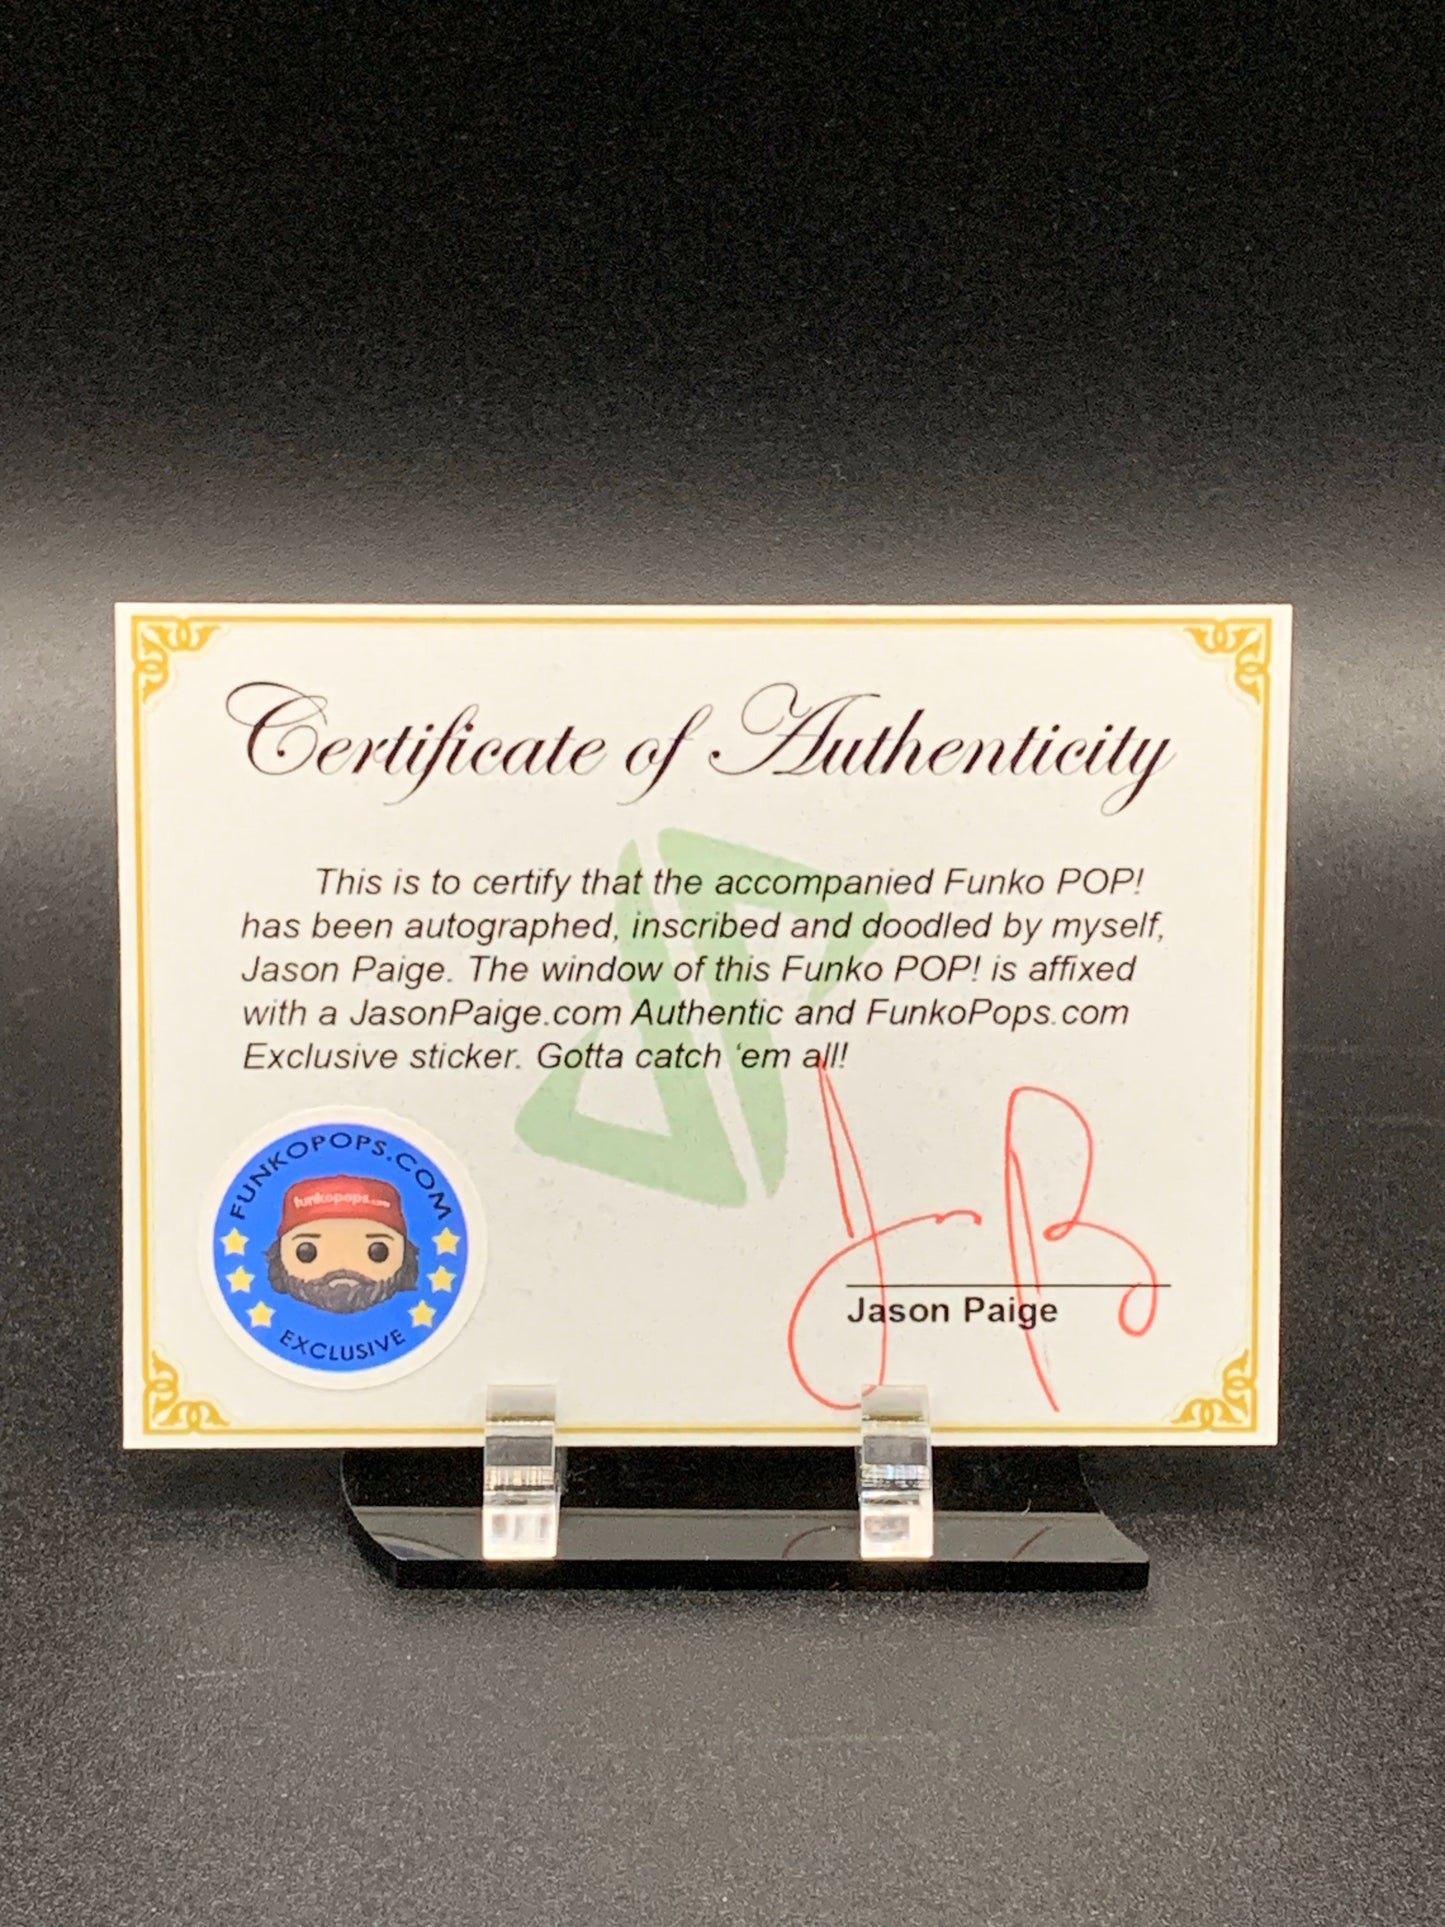 Certificate of Authenticity
This is to certify that the accompanied Funko POP!
has been autographed, inscribed and doodled by myself,
Jason Paige. The window of this Funko POP! is affixed
with a JasonPaige.com Authentic and FunkoPops.com
Exclusive sticker. Gotta catch ‘em all!
FUNKOPOPS.COM
funkopops.com
EXCLUSIVE
Jason Paige